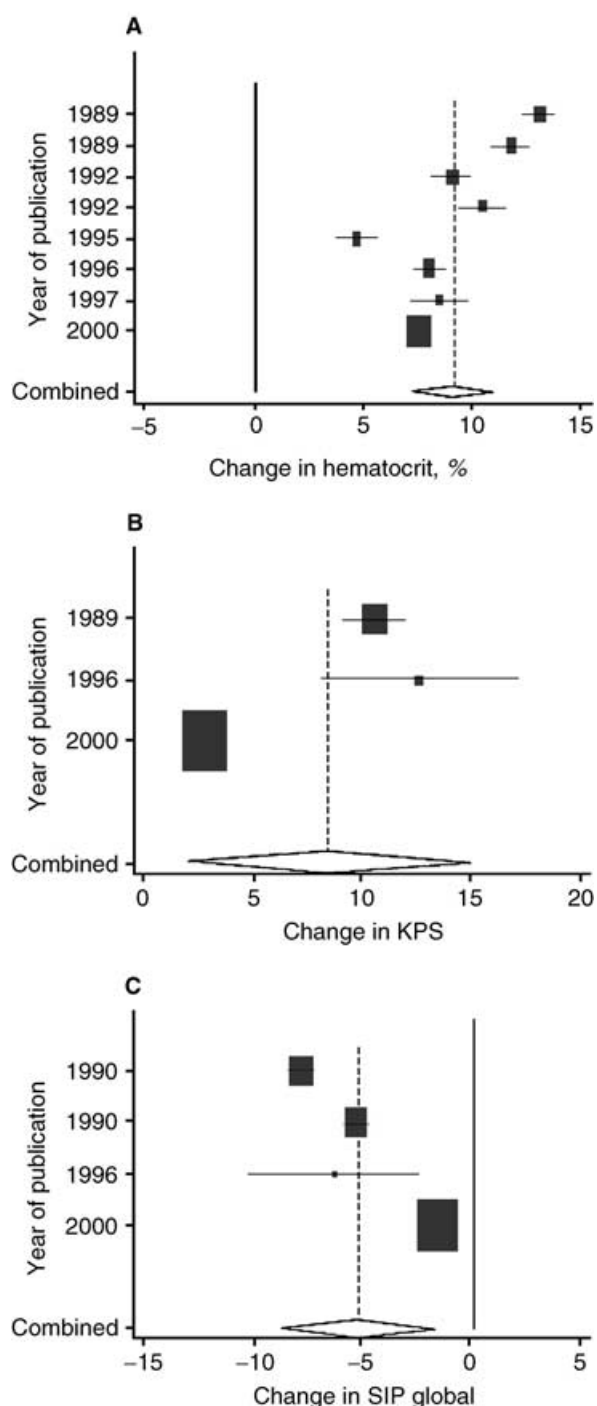 A
Year of publication
1989
1989
1992
1992
1995
1996
1997
2000
Combined
−5 0 5 10 15
Change in hematocrit, %
B
Year of publication
1989
1996
2000
Combined
0 5 10 15 20
Change in KPS
C
Year of publication
1990
1990
1996
2000
Combined
−15 −10 −5 0 5
Change in SIP global